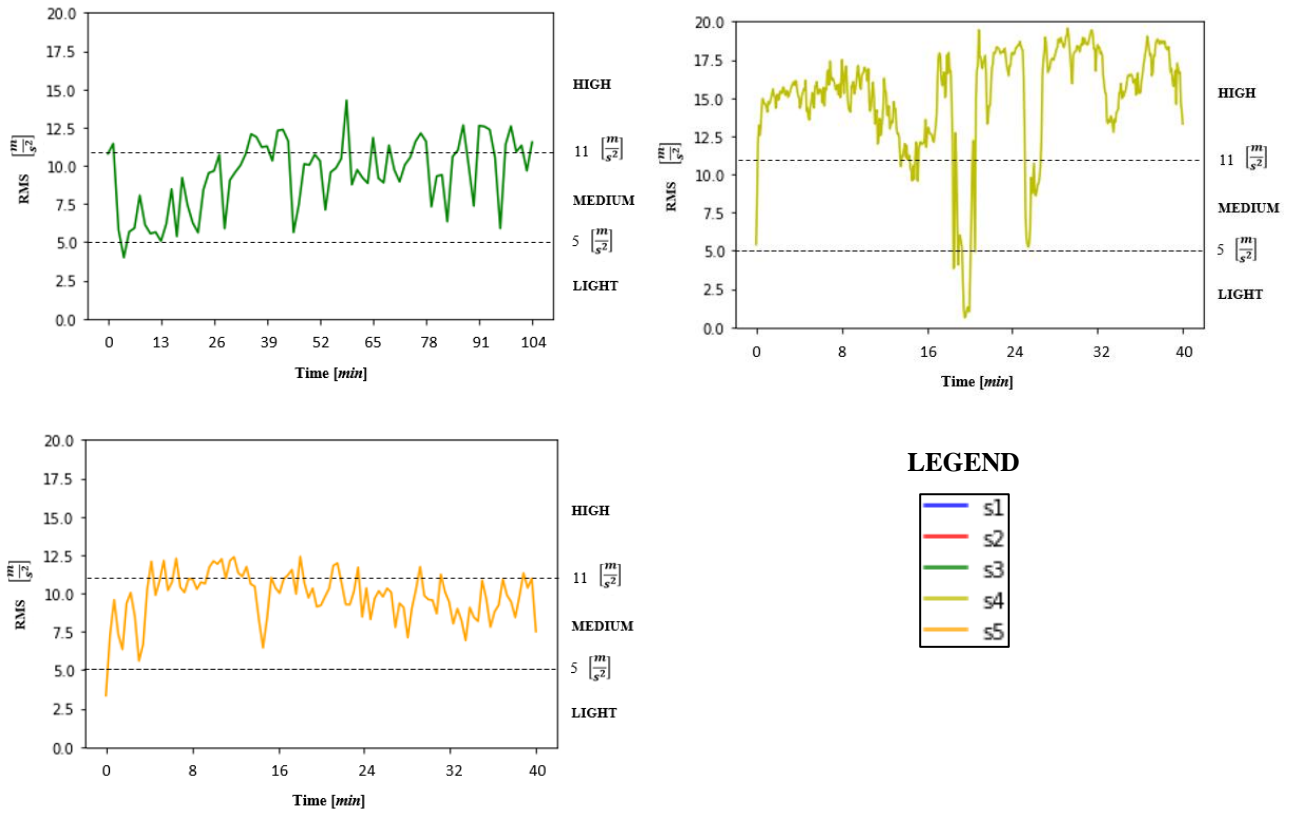 20.0
17.5
15.0
12.5
10.0
7.5
5.0
2.5
0.0
RMS [m/s²]
0 13 26 39 52 65 78 91 104
Time [min]
HIGH
11 [m/s²]
MEDIUM
5 [m/s²]
LIGHT
20.0
17.5
15.0
12.5
10.0
7.5
5.0
2.5
0.0
RMS [m/s²]
0 8 16 24 32 40
Time [min]
HIGH
11 [m/s²]
MEDIUM
5 [m/s²]
LIGHT
20.0
17.5
15.0
12.5
10.0
7.5
5.0
2.5
0.0
RMS [m/s²]
0 8 16 24 32 40
Time [min]
HIGH
11 [m/s²]
MEDIUM
5 [m/s²]
LIGHT
LEGEND
s1
s2
s3
s4
s5